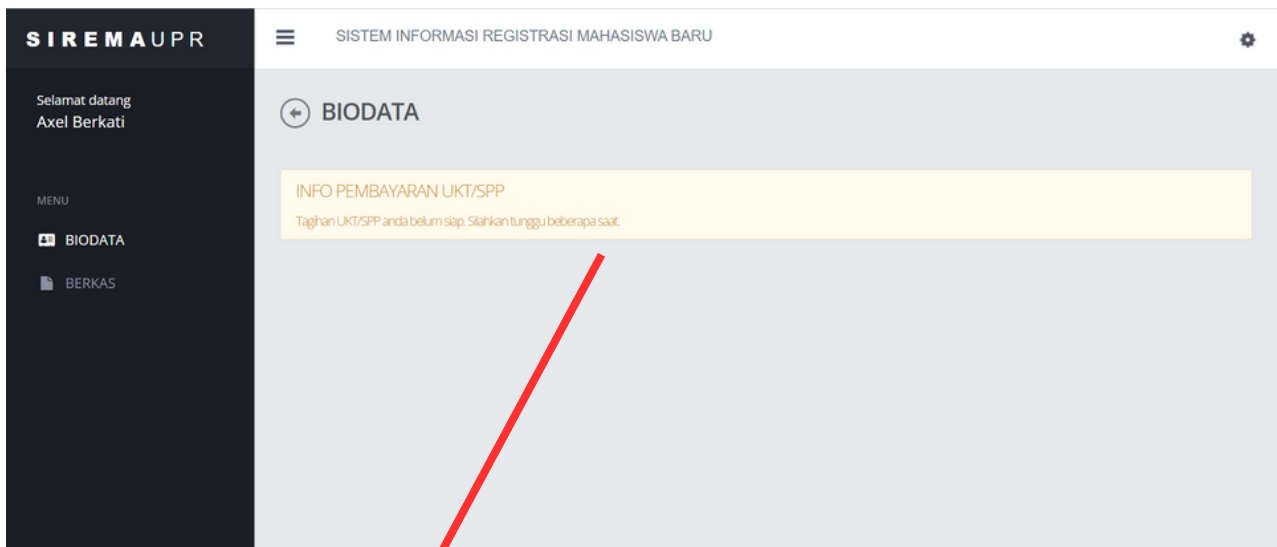 SIREMAUPR
SISTEM INFORMASI REGISTRASI MAHASISWA BARU
Selamat datang
Axel Berkati
MENU
BIODATA
BERKAS
BIODATA
INFO PEMBAYARAN UKT/SPP
Tagihan UKT/SPP anda belum siap. Silahkan tunggu beberapa saat.